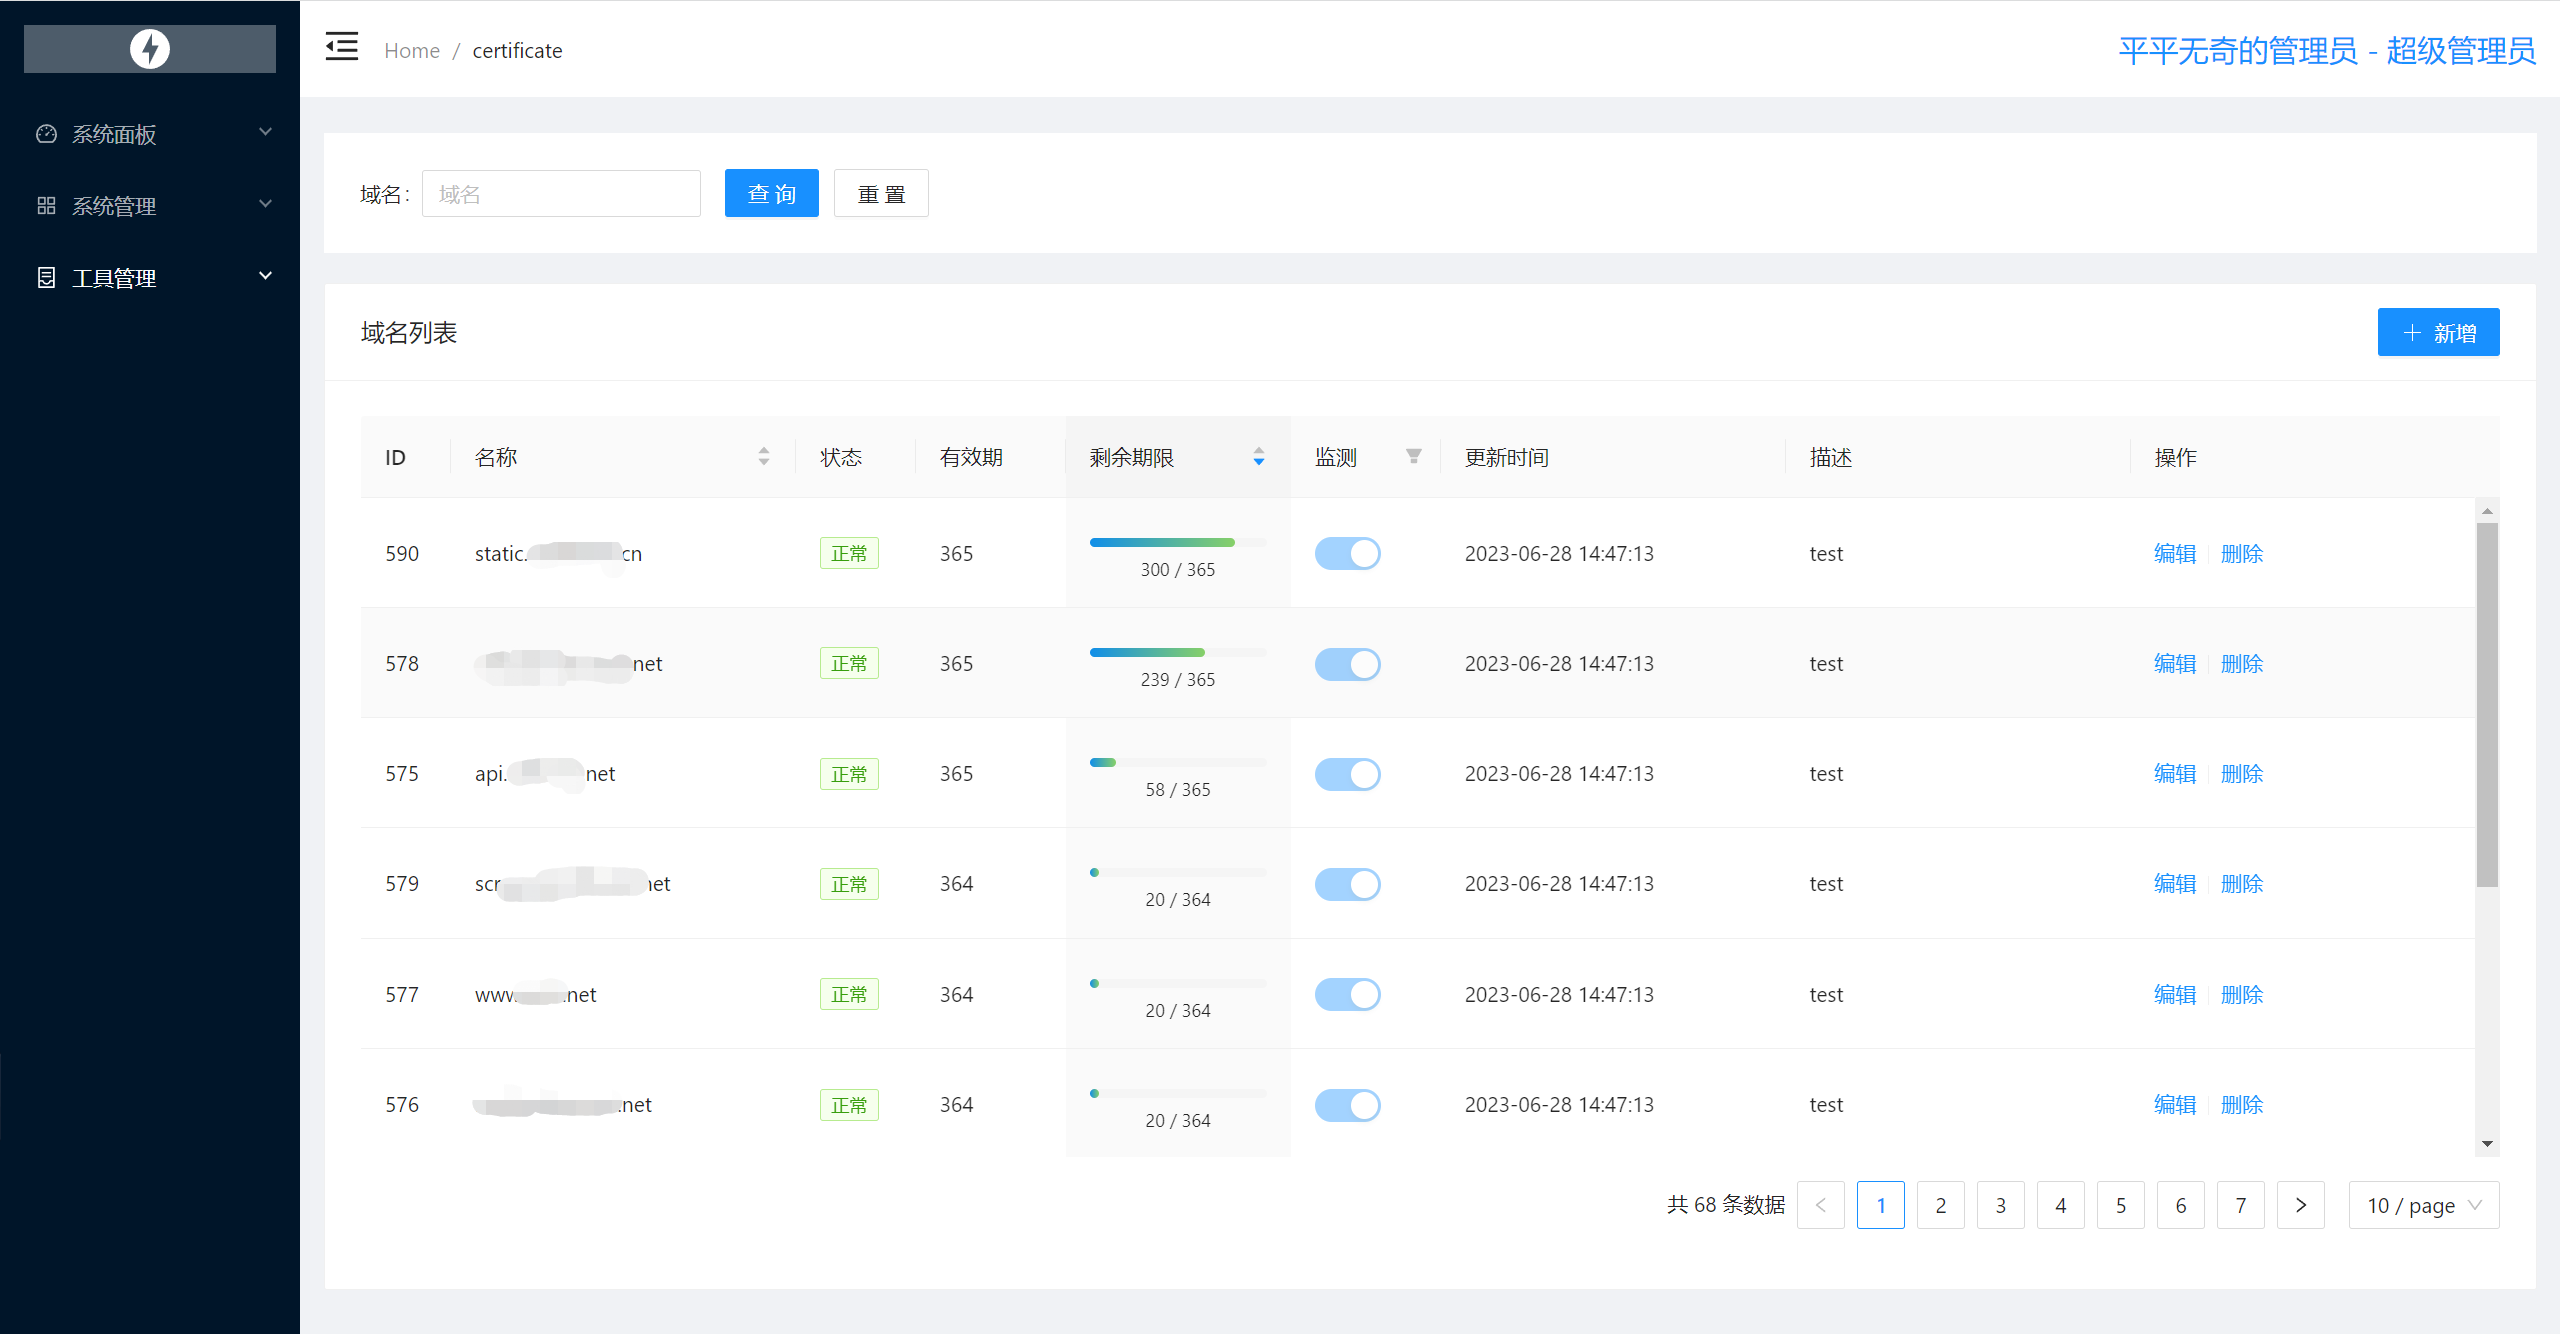 Home / certificate
平平无奇的管理员 - 超级管理员
系统面板
系统管理
工具管理
域名: 域名 查 询 重 置
域名列表
新增
ID 名称 状态 有效期 剩余期限 监测 更新时间 描述 操作
590 static. cn 正常 365 300 / 365 2023-06-28 14:47:13 test 编辑 删除
578 net 正常 365 239 / 365 2023-06-28 14:47:13 test 编辑 删除
575 api. net 正常 365 58 / 365 2023-06-28 14:47:13 test 编辑 删除
579 scr net 正常 364 20 / 364 2023-06-28 14:47:13 test 编辑 删除
577 www .net 正常 364 20 / 364 2023-06-28 14:47:13 test 编辑 删除
576 .net 正常 364 20 / 364 2023-06-28 14:47:13 test 编辑 删除
共 68 条数据 < 1 2 3 4 5 6 7 > 10 / page